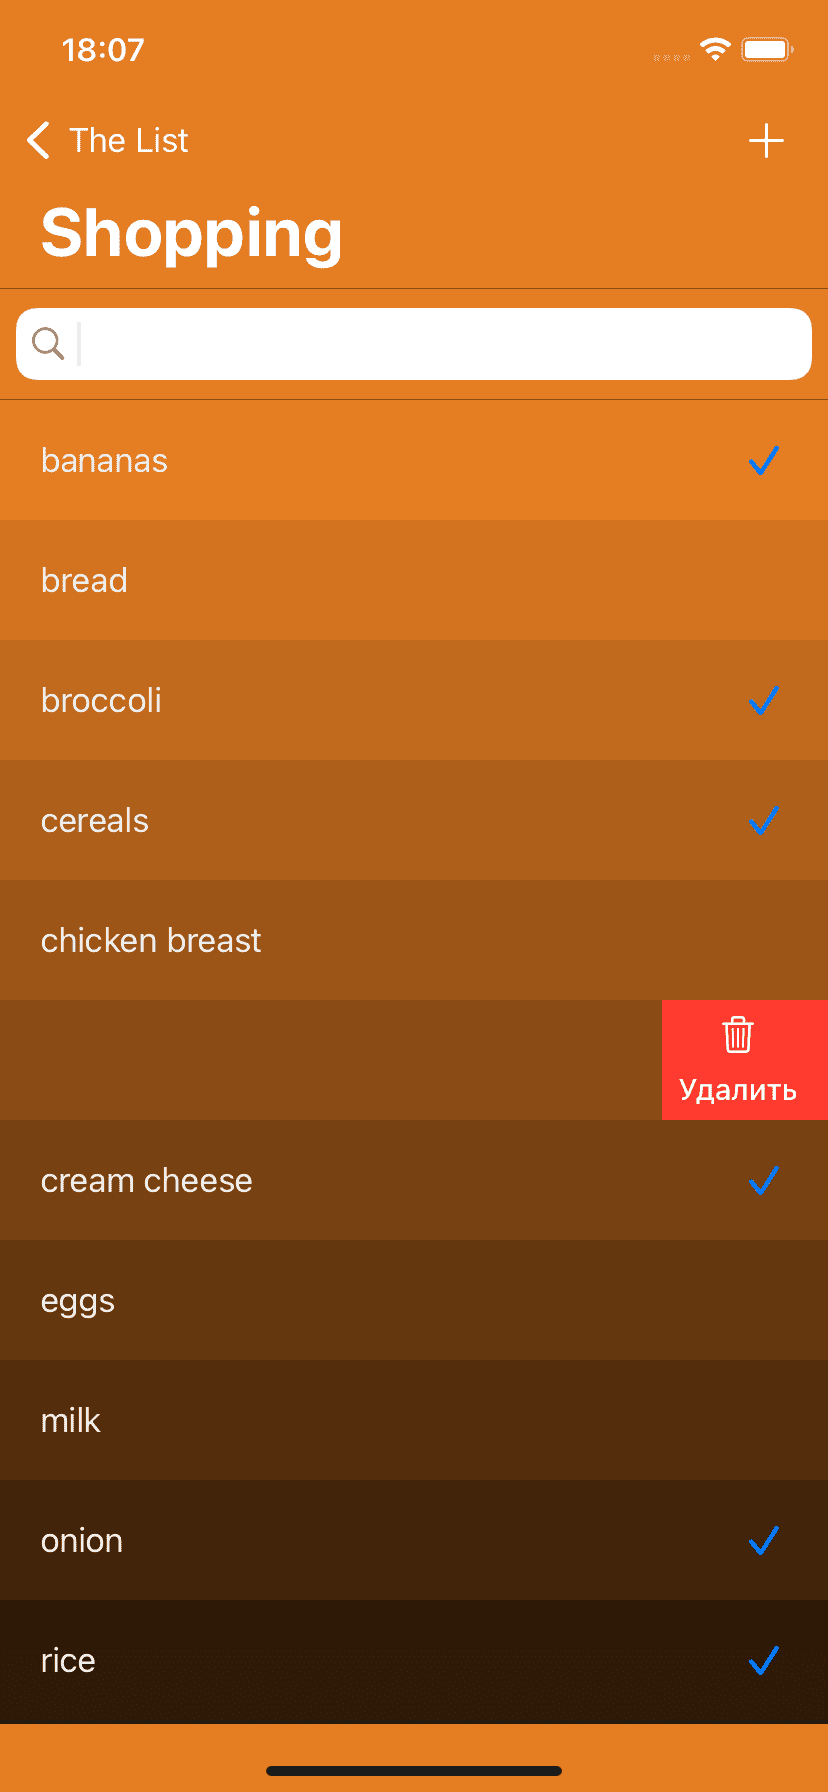 18:07
The List
Shopping
bananas
bread
broccoli
cereals
chicken breast
Удалить
cream cheese
eggs
milk
onion
rice